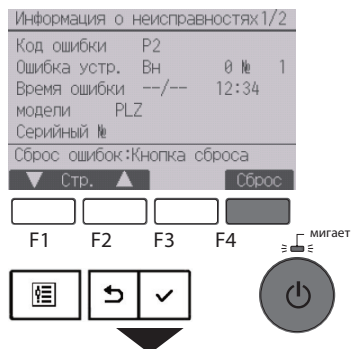 Информация о неисправностях1/2
Код ошибки P2
Ошибка устр. Вн 0 № 1
Время ошибки --/-- 12:34
модели PLZ
Серийный №
Сброс ошибок:Кнопка сброса
▼ Стр. ▲ Сброс
F1 F2 F3 F4
мигает